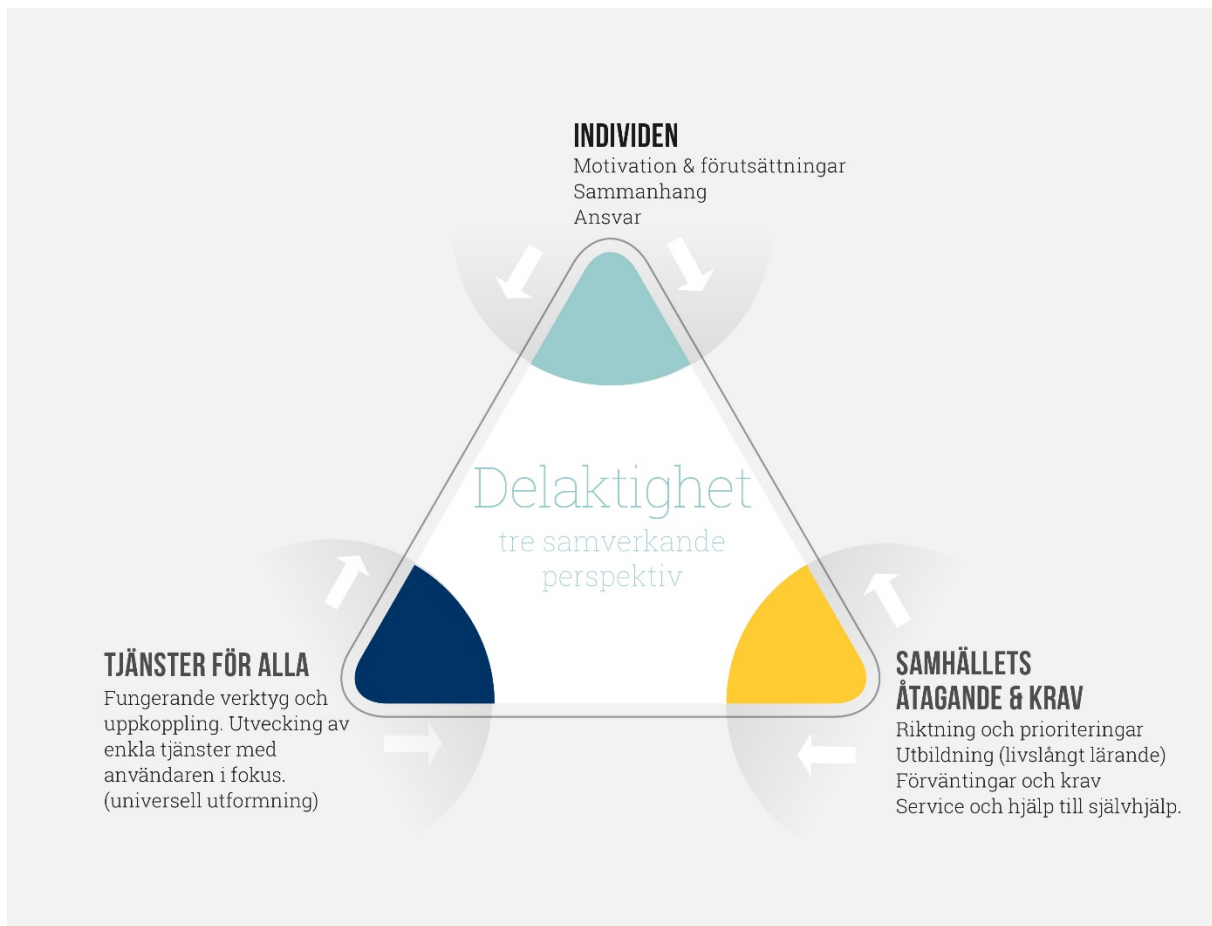 INDIVIDEN
Motivation & förutsättningar
Sammanhang
Ansvar
Delaktighet
tre samverkande
perspektiv
TJÄNSTER FÖR ALLA
Fungerande verktyg och
uppkoppling. Utvecking av
enkla tjänster med
användaren i fokus.
(universell utformning)
SAMHÄLLETS
ÅTAGANDE & KRAV
Riktning och prioriteringar
Utbildning (livslångt lärande)
Förväntingar och krav
Service och hjälp till självhjälp.